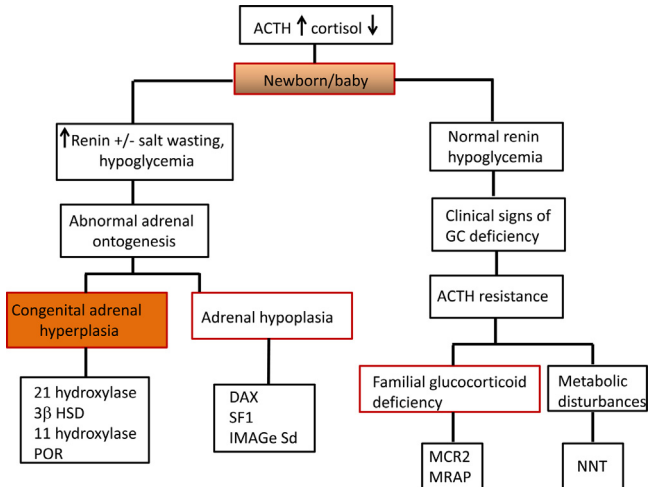 ACTH ↑ cortisol ↓
Newborn/baby
↑Renin +/- salt wasting,
hypoglycemia
Normal renin
hypoglycemia
Abnormal adrenal
ontogenesis
Clinical signs of
GC deficiency
ACTH resistance
Congenital adrenal
hyperplasia
Adrenal hypoplasia
Familial glucocorticoid
deficiency
Metabolic
disturbances
21 hydroxylase
3β HSD
11 hydroxylase
POR
DAX
SF1
IMAGe Sd
MCR2
MRAP
NNT